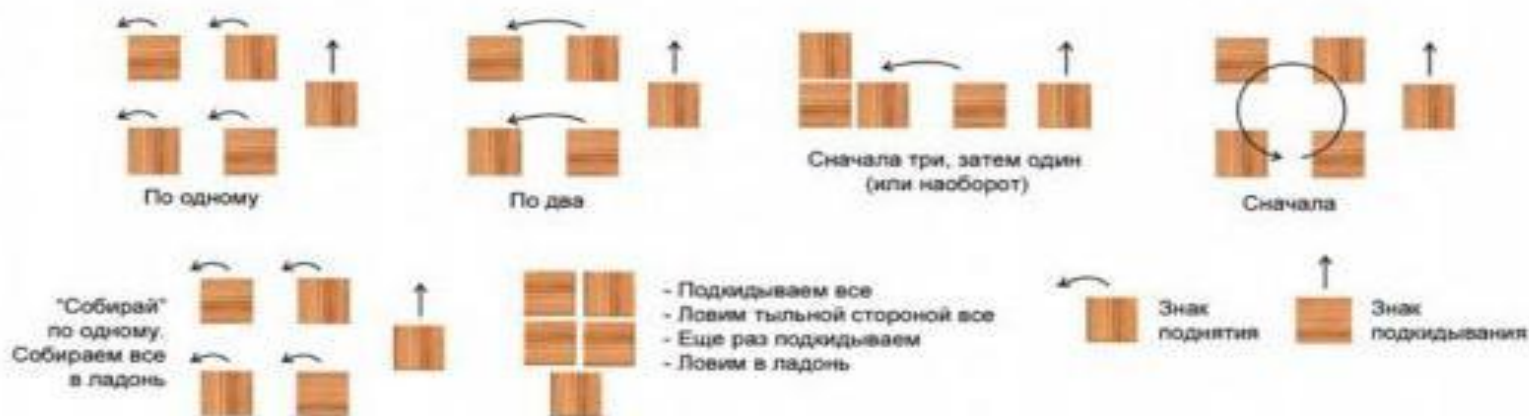 По одному
По два
Сначала три, затем один
(или наоборот)
Сначала
"Собирай"
по одному.
Собираем все
в ладонь
- Подкидываем все
- Ловим тыльной стороной все
- Еще раз подкидываем
- Ловим в ладонь
Знак
поднятия
Знак
подкидывания